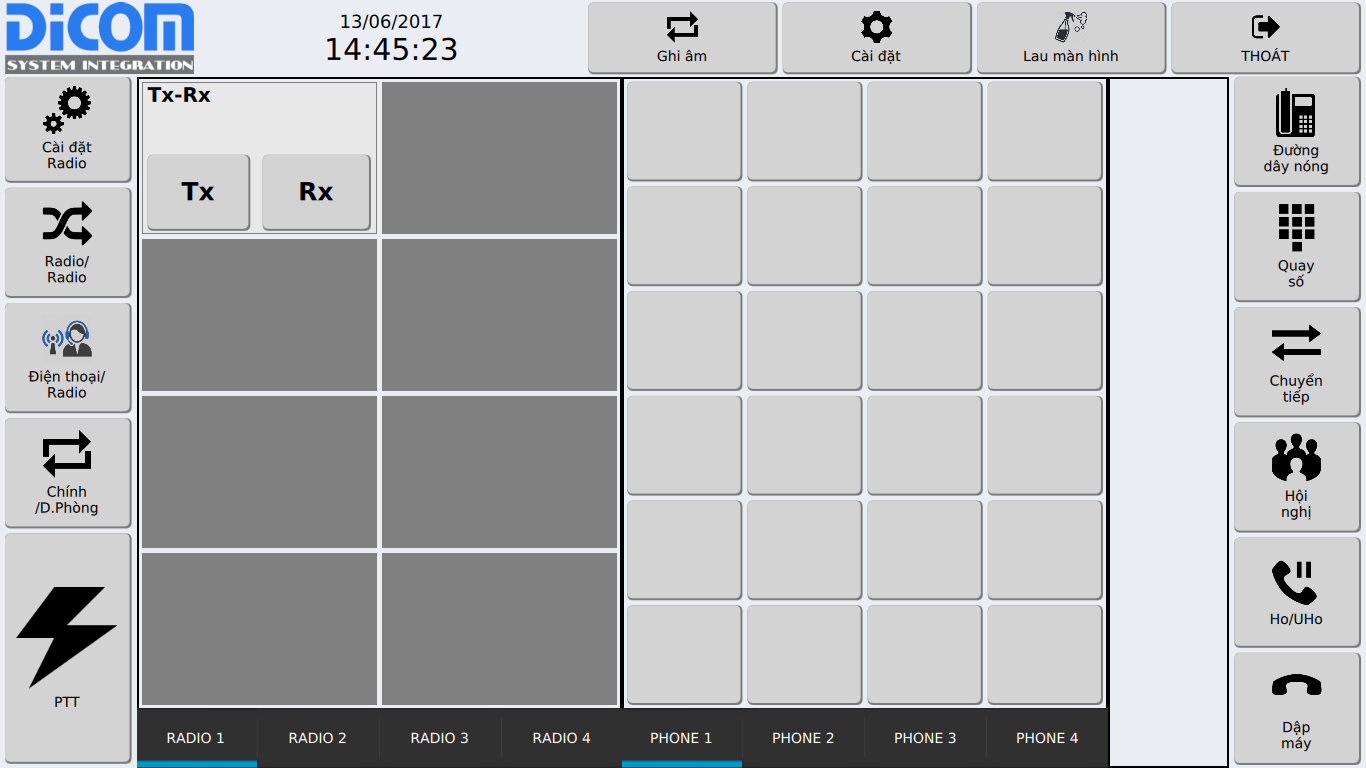 DiCOM
SYSTEM INTEGRATION
13/06/2017
14:45:23
Ghi âm
Cài đặt
Lau màn hình
THOÁT
Cài đặt
Radio
Radio/
Radio
Điện thoại/
Radio
Chính
/D.Phòng
PTT
Tx-Rx
Tx
Rx
Đường
dây nóng
Quay
số
Chuyển
tiếp
Hội
nghị
Ho/UHo
Dập
máy
RADIO 1
RADIO 2
RADIO 3
RADIO 4
PHONE 1
PHONE 2
PHONE 3
PHONE 4